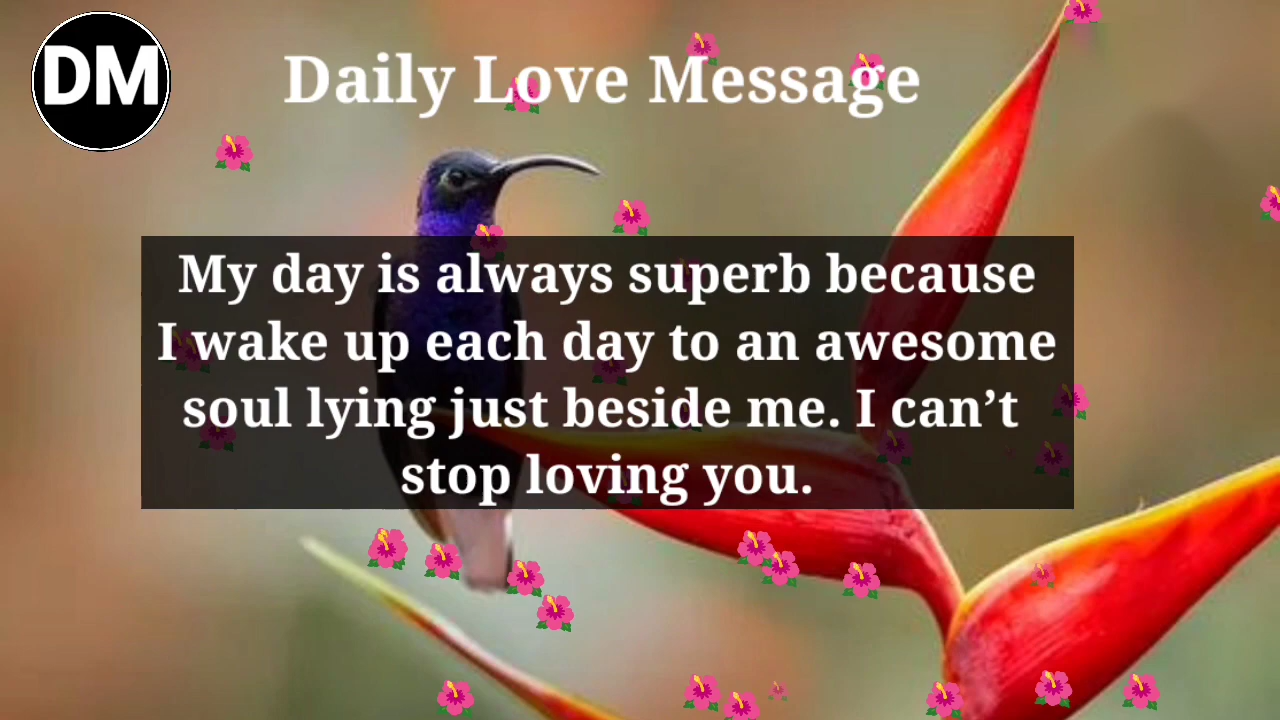 DM
Daily Love Message
My day is always superb because
I wake up each day to an awesome
soul lying just beside me. I can’t
stop loving you.